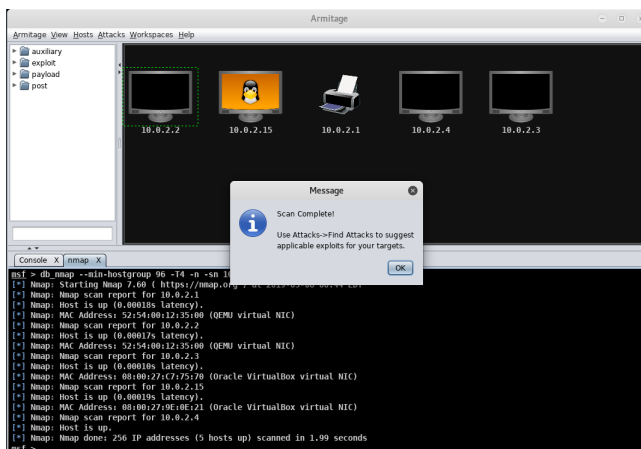 Armitage
Armitage View Hosts Attacks Workspaces Help
auxiliary
exploit
payload
post
10.0.2.2
10.0.2.15
10.0.2.1
10.0.2.4
10.0.2.3
Message
Scan Complete!
Use Attacks->Find Attacks to suggest
applicable exploits for your targets.
OK
Console X nmap X
msf > db_nmap --min-hostgroup 96 -T4 -n -sn
[*] Nmap: Starting Nmap 7.60 ( https://nmap.org
[*] Nmap: Nmap scan report for 10.0.2.1
[*] Nmap: Host is up (0.00018s latency).
[*] Nmap: MAC Address: 52:54:00:12:35:00 (QEMU virtual NIC)
[*] Nmap: Nmap scan report for 10.0.2.2
[*] Nmap: Host is up (0.00017s latency).
[*] Nmap: MAC Address: 52:54:00:12:35:00 (QEMU virtual NIC)
[*] Nmap: Nmap scan report for 10.0.2.3
[*] Nmap: Host is up (0.00010s latency).
[*] Nmap: MAC Address: 08:00:27:C7:75:70 (Oracle VirtualBox virtual NIC)
[*] Nmap: Nmap scan report for 10.0.2.15
[*] Nmap: Host is up (0.00019s latency).
[*] Nmap: MAC Address: 08:00:27:9E:0E:21 (Oracle VirtualBox virtual NIC)
[*] Nmap: Nmap scan report for 10.0.2.4
[*] Nmap: Host is up.
[*] Nmap: Nmap done: 256 IP addresses (5 hosts up) scanned in 1.99 seconds
msf >